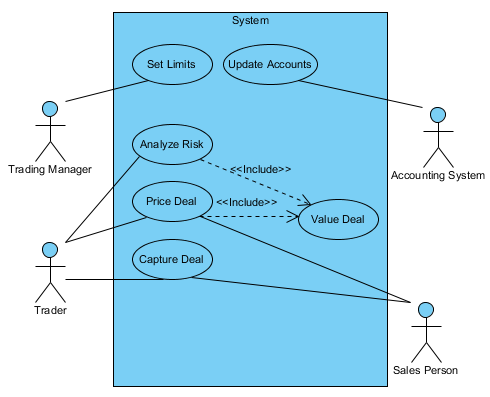 System
Set Limits
Update Accounts
Trading Manager
Accounting System
Analyze Risk
<<Include>>
Price Deal
<<Include>>
Value Deal
Capture Deal
Trader
Sales Person